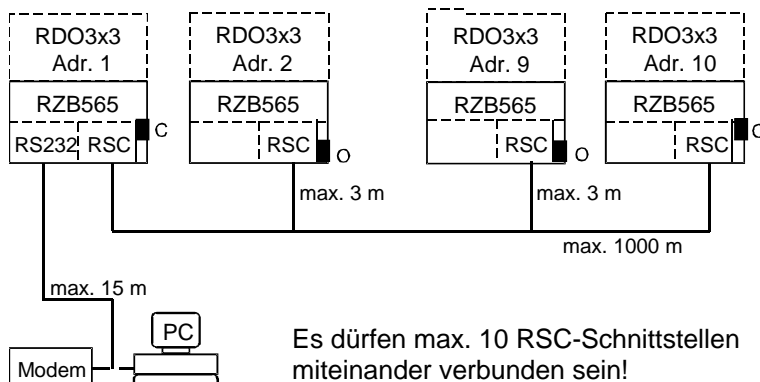 RDO3x3
Adr. 1
RDO3x3
Adr. 2
RDO3x3
Adr. 9
RDO3x3
Adr. 10
RZB565
RZB565
RZB565
RZB565
RS232 RSC C
RSC O
RSC O
RSC C
max. 3 m
max. 3 m
max. 1000 m
max. 15 m
PC
Modem
Es dürfen max. 10 RSC-Schnittstellen
miteinander verbunden sein!